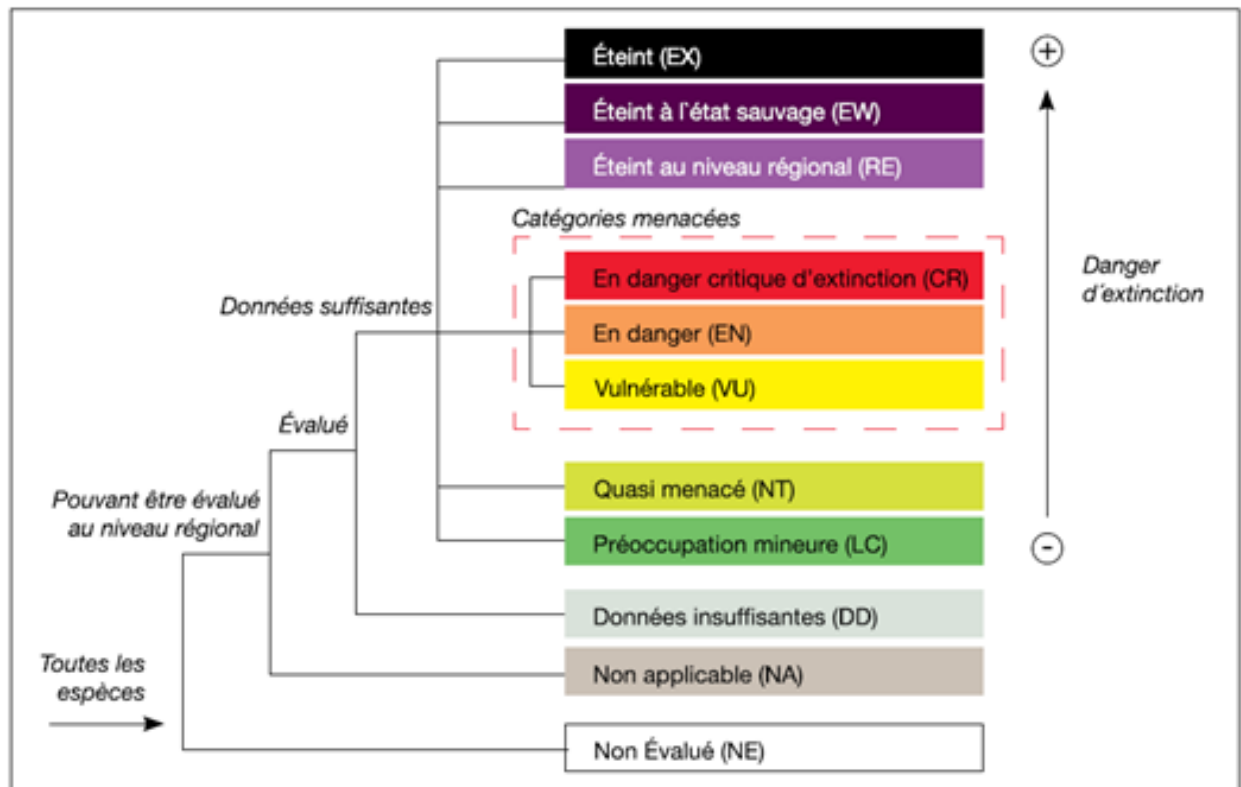 Éteint (EX)
Éteint à l`état sauvage (EW)
Éteint au niveau régional (RE)
Catégories menacées
En danger critique d'extinction (CR)
En danger (EN)
Vulnérable (VU)
Données suffisantes
Danger
d´extinction
Évalué
Quasi menacé (NT)
Pouvant être évalué
au niveau régional
Préoccupation mineure (LC)
Données insuffisantes (DD)
Toutes les
espèces
Non applicable (NA)
Non Évalué (NE)
+
-